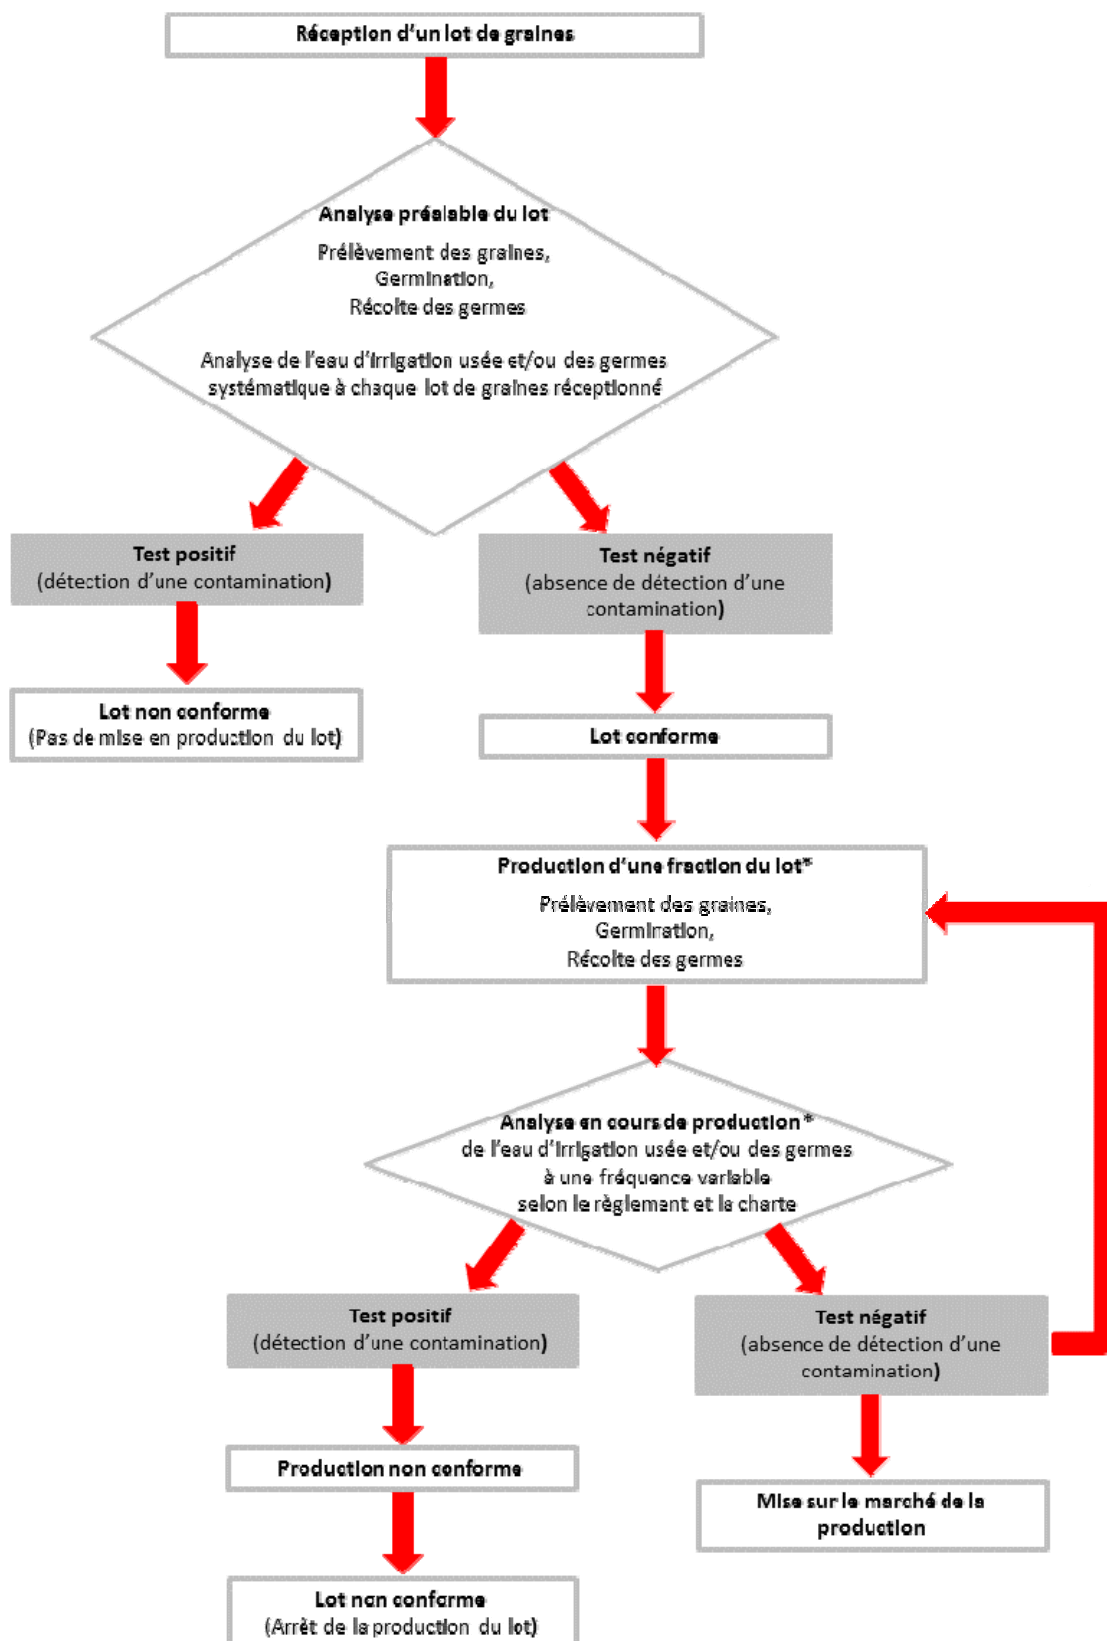 Réception d'un lot de graines
Analyse préalable du lot
Prélèvement des graines,
Germination,
Récolte des germes
Analyse de l'eau d'irrigation usée et/ou des germes
systématique à chaque lot de graines réceptionné
Test positif
(détection d'une contamination)
Test négatif
(absence de détection d'une
contamination)
Lot non conforme
(Pas de mise en production du lot)
Lot conforme
Production d'une fraction du lot*
Prélèvement des graines,
Germination,
Récolte des germes
Analyse en cours de production*
de l'eau d'irrigation usée et/ou des germes
à une fréquence variable
selon le règlement et la charte
Test positif
(détection d'une contamination)
Test négatif
(absence de détection d'une
contamination)
Production non conforme
Mise sur le marché de la
production
Lot non conforme
(Arrêt de la production du lot)